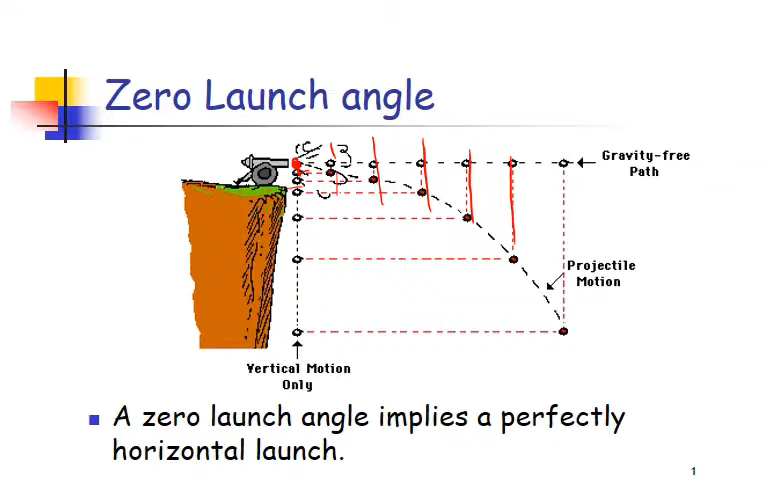 Zero Launch angle
Gravity-free
Path
Projectile
Motion
Vertical Motion
Only
A zero launch angle implies a perfectly
horizontal launch.
1